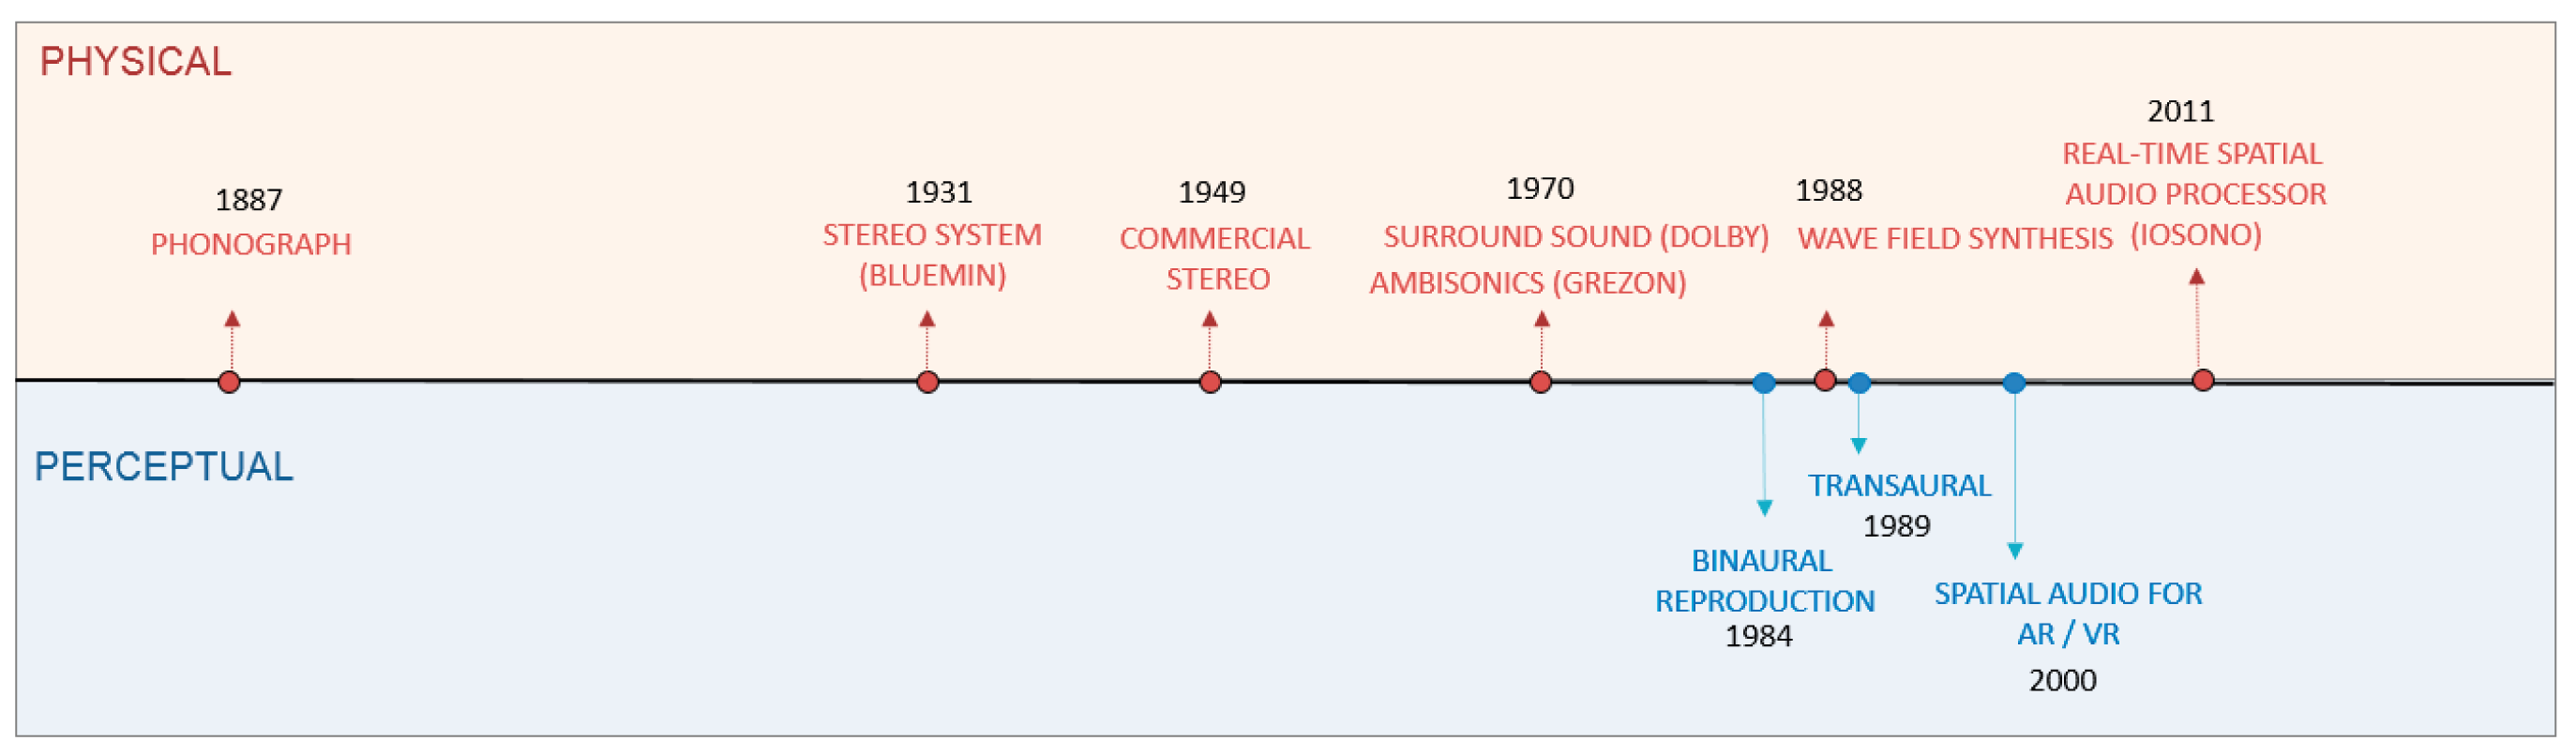 PHYSICAL
1887
PHONOGRAPH
1931
STEREO SYSTEM
(BLUEMIN)
1949
COMMERCIAL
STEREO
1970
SURROUND SOUND (DOLBY)
AMBISONICS (GREZON)
1988
WAVE FIELD SYNTHESIS
2011
REAL-TIME SPATIAL
AUDIO PROCESSOR
(IOSONO)
PERCEPTUAL
BINAURAL
REPRODUCTION
1984
TRANSAURAL
1989
SPATIAL AUDIO FOR
AR / VR
2000